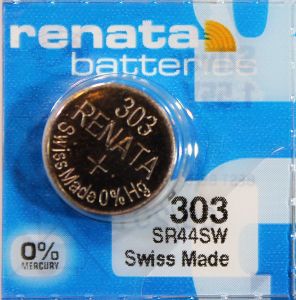 renata
batteries
303
RENATA
+
Swiss Made 0% Hg
303
SR44SW
Swiss Made
0%
MERCURY